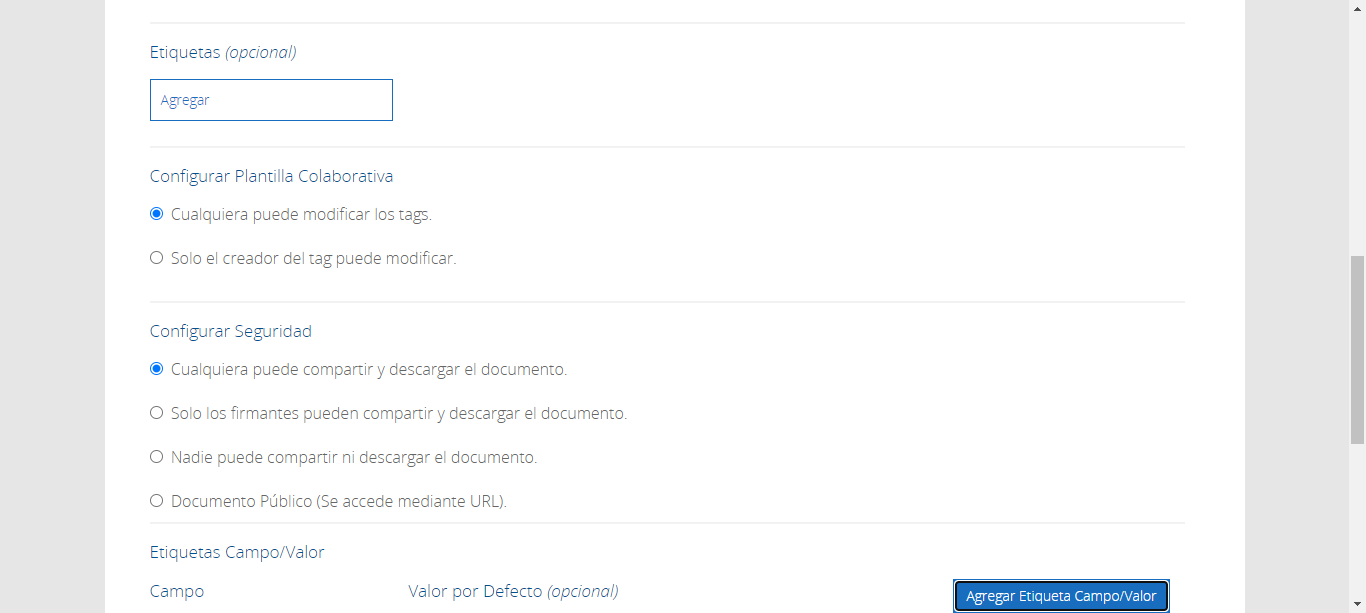 Etiquetas (opcional)
Agregar
Configurar Plantilla Colaborativa
Cualquiera puede modificar los tags.
Solo el creador del tag puede modificar.
Configurar Seguridad
Cualquiera puede compartir y descargar el documento.
Solo los firmantes pueden compartir y descargar el documento.
Nadie puede compartir ni descargar el documento.
Documento Público (Se accede mediante URL).
Etiquetas Campo/Valor
Campo Valor por Defecto (opcional) Agregar Etiqueta Campo/Valor